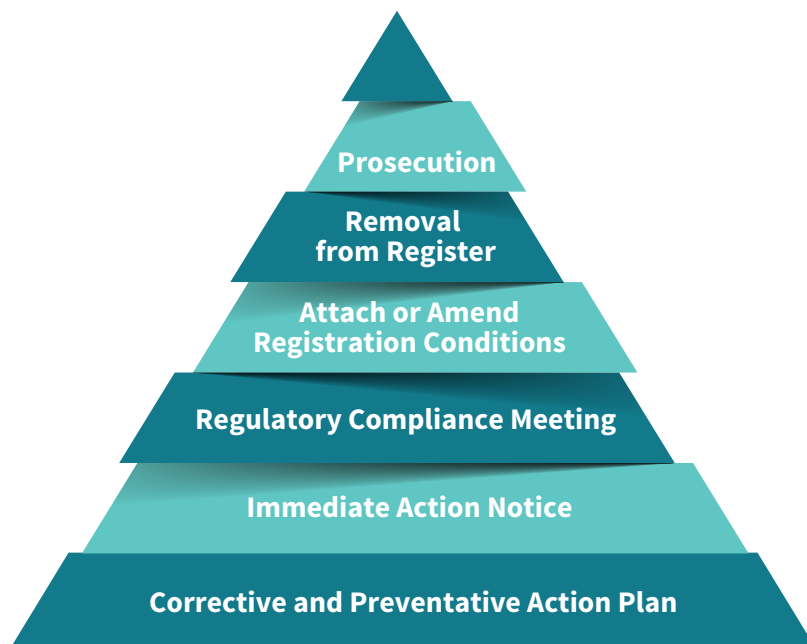 Prosecution
Removal
from Register
Attach or Amend
Registration Conditions
Regulatory Compliance Meeting
Immediate Action Notice
Corrective and Preventative Action Plan